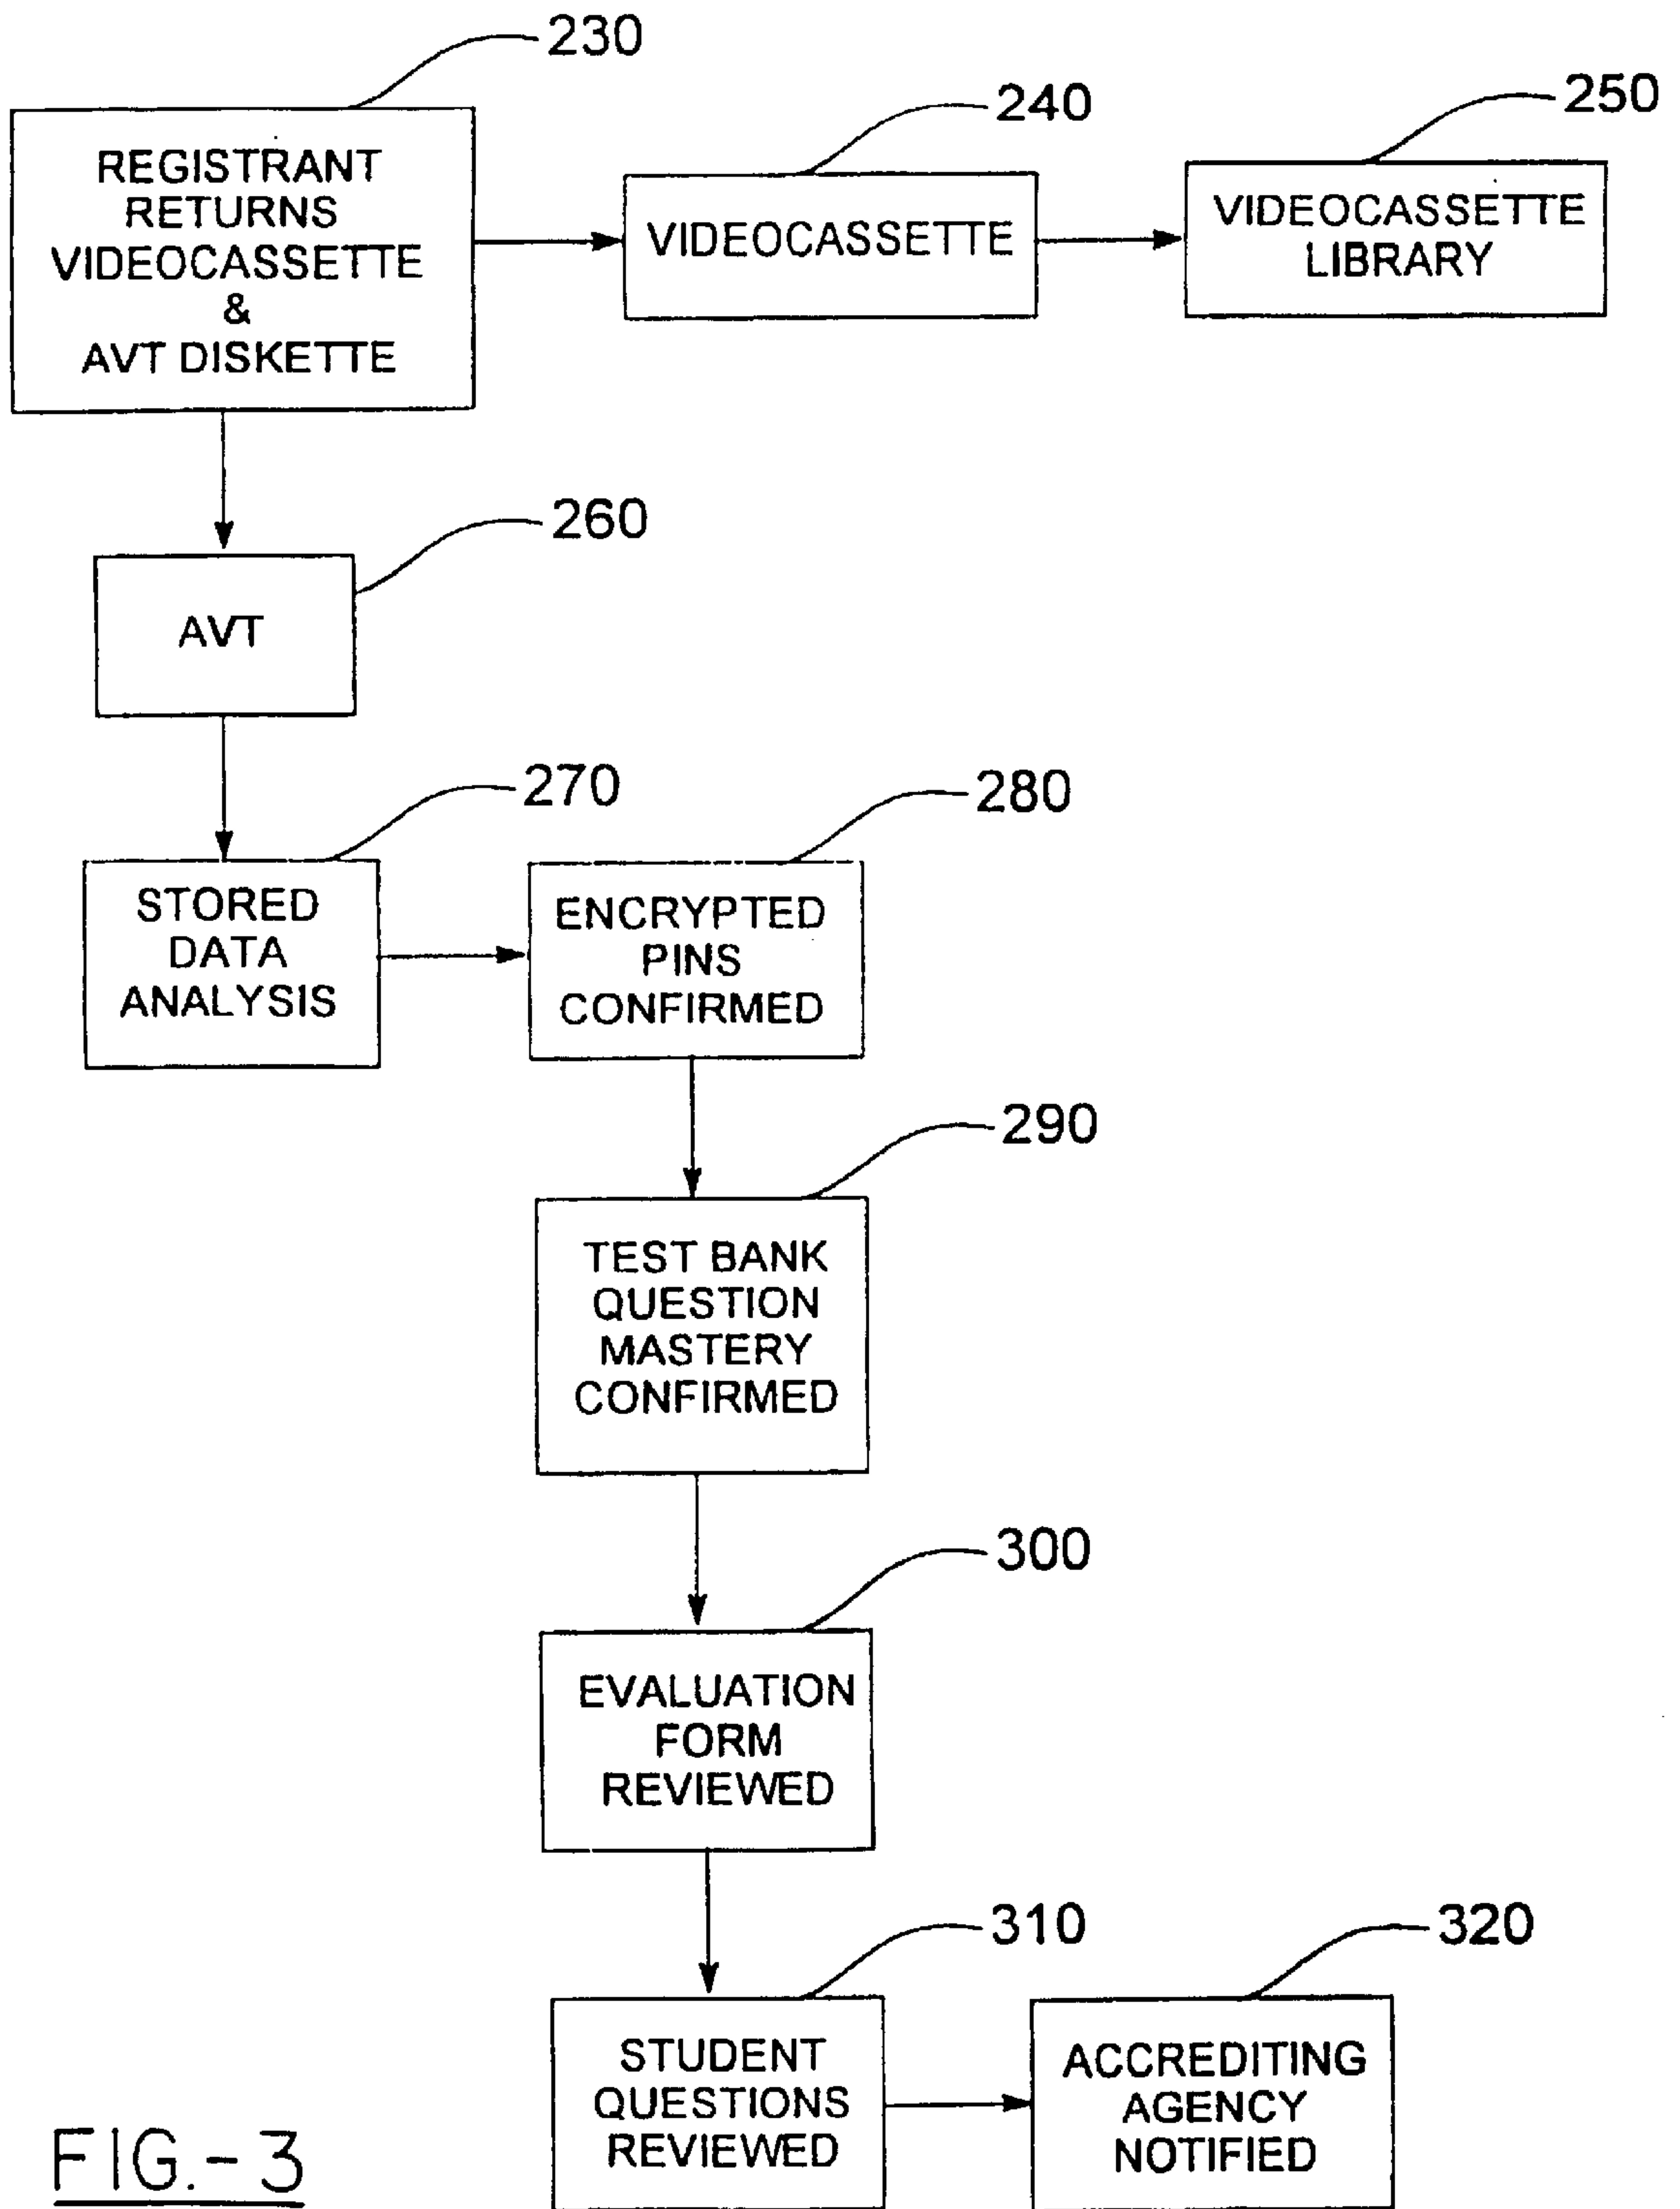 230
REGISTRANT
RETURNS
VIDEOCASSETTE
&
AVT DISKETTE
240
VIDEOCASSETTE
250
VIDEOCASSETTE
LIBRARY
260
AVT
270
STORED
DATA
ANALYSIS
280
ENCRYPTED
PINS
CONFIRMED
290
TEST BANK
QUESTION
MASTERY
CONFIRMED
300
EVALUATION
FORM
REVIEWED
310
STUDENT
QUESTIONS
REVIEWED
320
ACCREDITING
AGENCY
NOTIFIED
FIG.-3